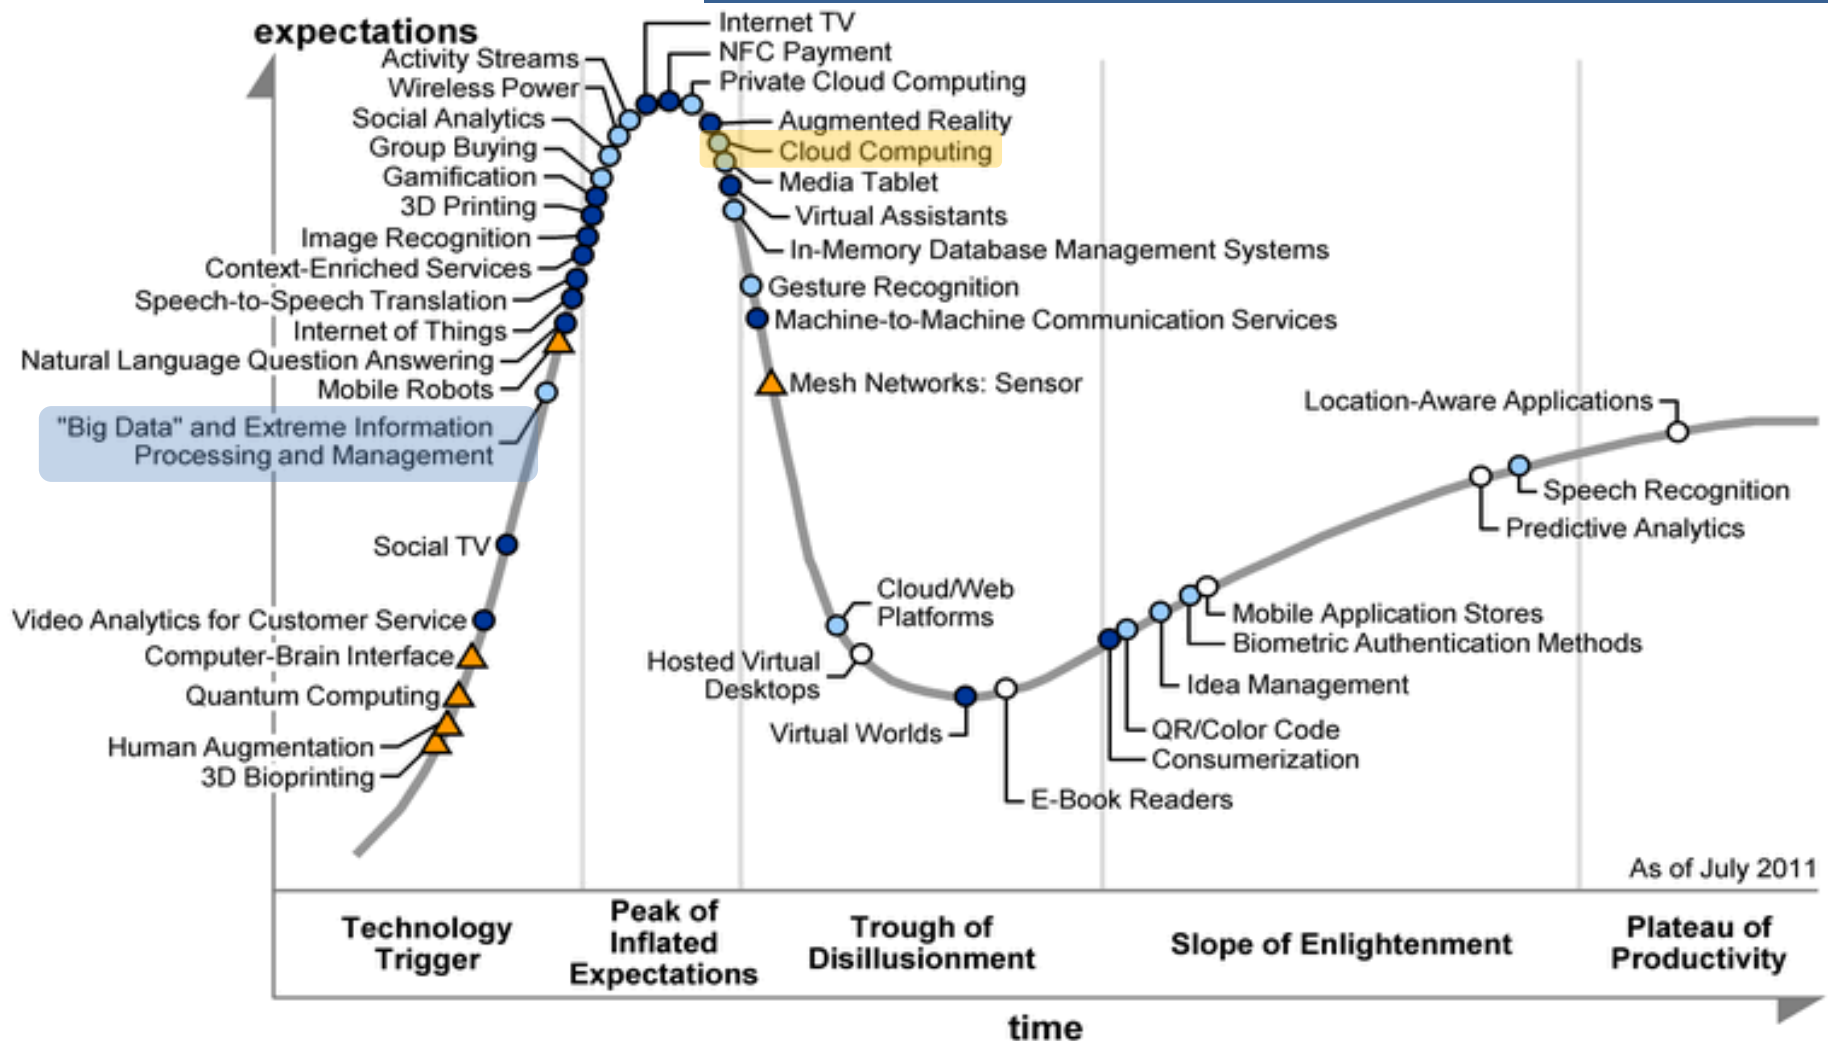 expectations
Activity Streams
Wireless Power
Social Analytics
Group Buying
Gamification
3D Printing
Image Recognition
Context-Enriched Services
Speech-to-Speech Translation
Internet of Things
Natural Language Question Answering
Mobile Robots
"Big Data" and Extreme Information
Processing and Management
Social TV
Video Analytics for Customer Service
Computer-Brain Interface
Quantum Computing
Human Augmentation
3D Bioprinting
Internet TV
NFC Payment
Private Cloud Computing
Augmented Reality
Cloud Computing
Media Tablet
Virtual Assistants
In-Memory Database Management Systems
Gesture Recognition
Machine-to-Machine Communication Services
Mesh Networks: Sensor
Cloud/Web
Platforms
Hosted Virtual
Desktops
Virtual Worlds
E-Book Readers
Consumerization
QR/Color Code
Idea Management
Biometric Authentication Methods
Mobile Application Stores
Predictive Analytics
Speech Recognition
Location-Aware Applications
As of July 2011
Technology
Trigger
Peak of
Inflated
Expectations
Trough of
Disillusionment
Slope of Enlightenment
Plateau of
Productivity
time